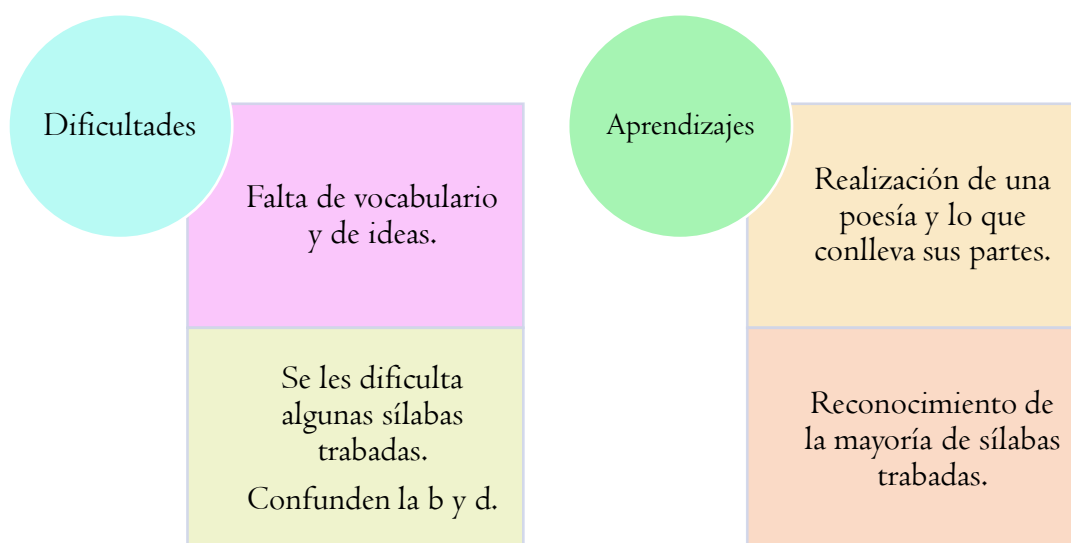 Dificultades
Falta de vocabulario
y de ideas.
Se les dificulta
algunas sílabas
trabadas.
Confunden la b y d.
Aprendizajes
Realización de una
poesía y lo que
conlleva sus partes.
Reconocimiento de
la mayoría de sílabas
trabadas.